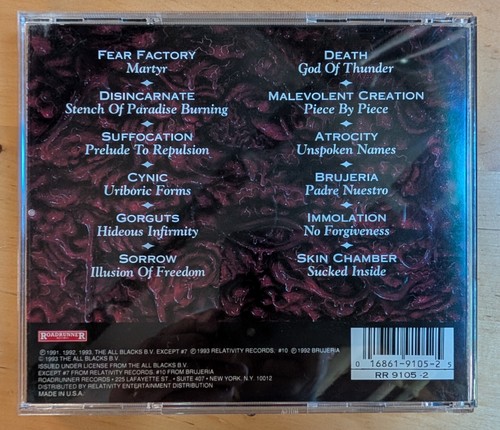 FEAR FACTORY
Martyr
DISINCARNATE
Stench Of Paradise Burning
SUFFOCATION
Prelude To Repulsion
CYNIC
Uriboric Forms
GORGUTS
Hideous Infirmity
SORROW
Illusion Of Freedom
DEATH
God Of Thunder
MALEVOLENT CREATION
Piece By Piece
ATROCITY
Unspoken Names
BRUJERIA
Padre Nuestro
IMMOLATION
No Forgiveness
SKIN CHAMBER
Sucked Inside
ROADRUNNER
℗ 1991, 1992, 1993, THE ALL BLACKS B.V. EXCEPT #7 ℗ 1993 RELATIVITY RECORDS. #10 ℗ 1992 BRUJERIA
© 1993 THE ALL BLACKS B.V.
ISSUED UNDER LICENSE FROM THE ALL BLACKS B.V.
EXCEPT #7 FROM RELATIVITY RECORDS. #10 FROM BRUJERIA
ROADRUNNER RECORDS • 225 LAFAYETTE ST. • SUITE 407 • NEW YORK, N.Y. 10012
DISTRIBUTED BY RELATIVITY ENTERTAINMENT DISTRIBUTION
MADE IN U.S.A.
0 16861-9105-2 5
RR 9105-2